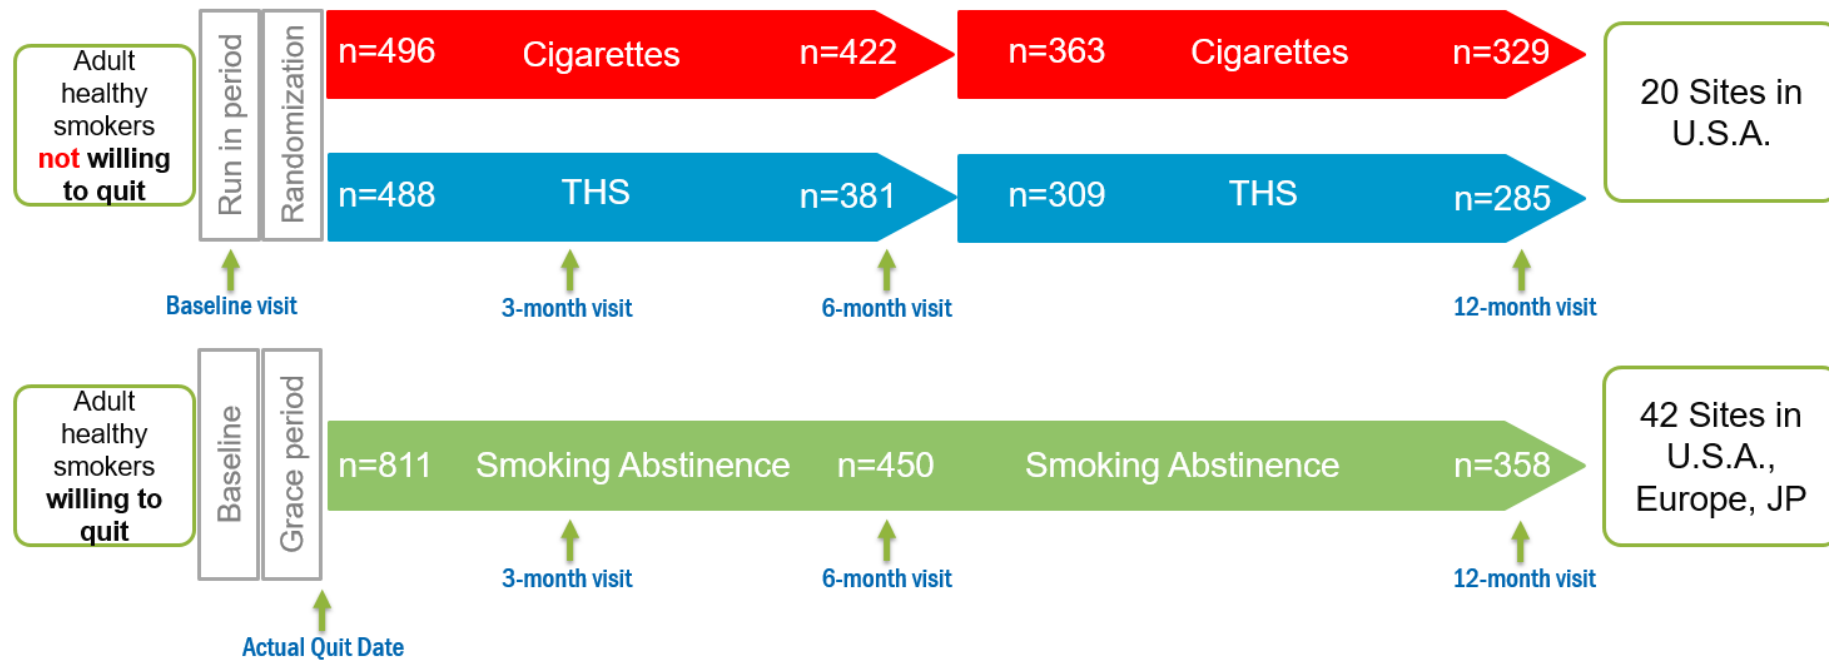 Adult
healthy
smokers
not willing
to quit
Run in period
Randomization
n=496 Cigarettes n=422
n=363 Cigarettes n=329
n=488 THS n=381
n=309 THS n=285
20 Sites in
U.S.A.
Baseline visit
3-month visit
6-month visit
12-month visit
Adult
healthy
smokers
willing to
quit
Baseline
Grace period
n=811 Smoking Abstinence n=450 Smoking Abstinence n=358
42 Sites in
U.S.A.,
Europe, JP
3-month visit
6-month visit
12-month visit
Actual Quit Date